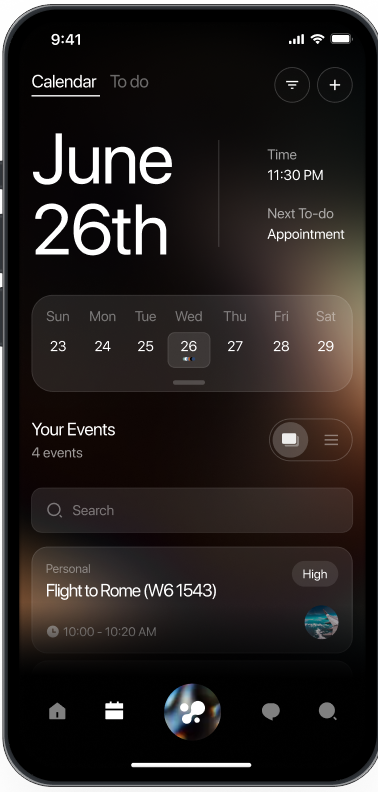 9:41
Calendar To do
June
26th
Time
11:30 PM
Next To-do
Appointment
Sun Mon Tue Wed Thu Fri Sat
23 24 25 26 27 28 29
Your Events
4 events
Search
Personal
High
Flight to Rome (W6 1543)
10:00 - 10:20 AM